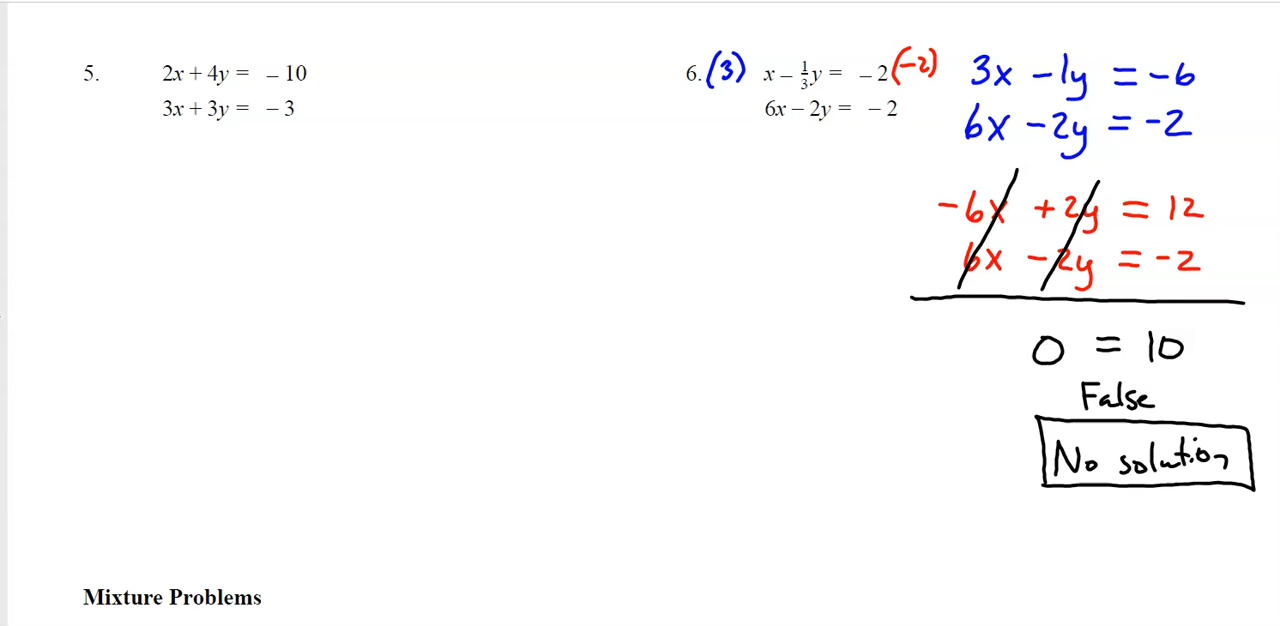 5. 2x + 4y = – 10
3x + 3y = – 3
6. (3) x – 1/3 y = – 2 (-2)
6x – 2y = – 2
3x - 1y = -6
6x - 2y = -2
-6x + 2y = 12
6x - 2y = -2
0 = 10
False
No solution
Mixture Problems